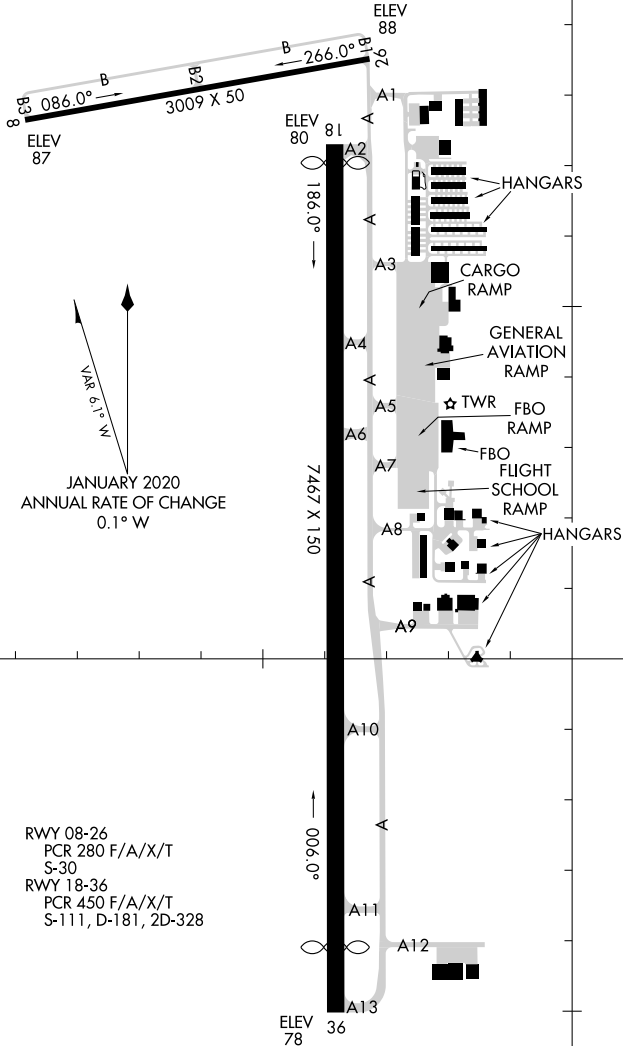 ELEV
88
B1
26
266.0°
B
B2
B
086.0°
B3
8
3009 X 50
ELEV
87
ELEV
80
18
A1
A
A2
186.0°
A
HANGARS
A3
CARGO
RAMP
A4
GENERAL
AVIATION
RAMP
A
A5
TWR
FBO
RAMP
A6
FBO
A7
FLIGHT
SCHOOL
RAMP
VAR 6.1° W
JANUARY 2020
ANNUAL RATE OF CHANGE
0.1° W
7467 X 150
A8
HANGARS
A
A9
A10
006.0°
A
RWY 08-26
PCR 280 F/A/X/T
S-30
RWY 18-36
PCR 450 F/A/X/T
S-111, D-181, 2D-328
A11
A12
A13
ELEV
78
36